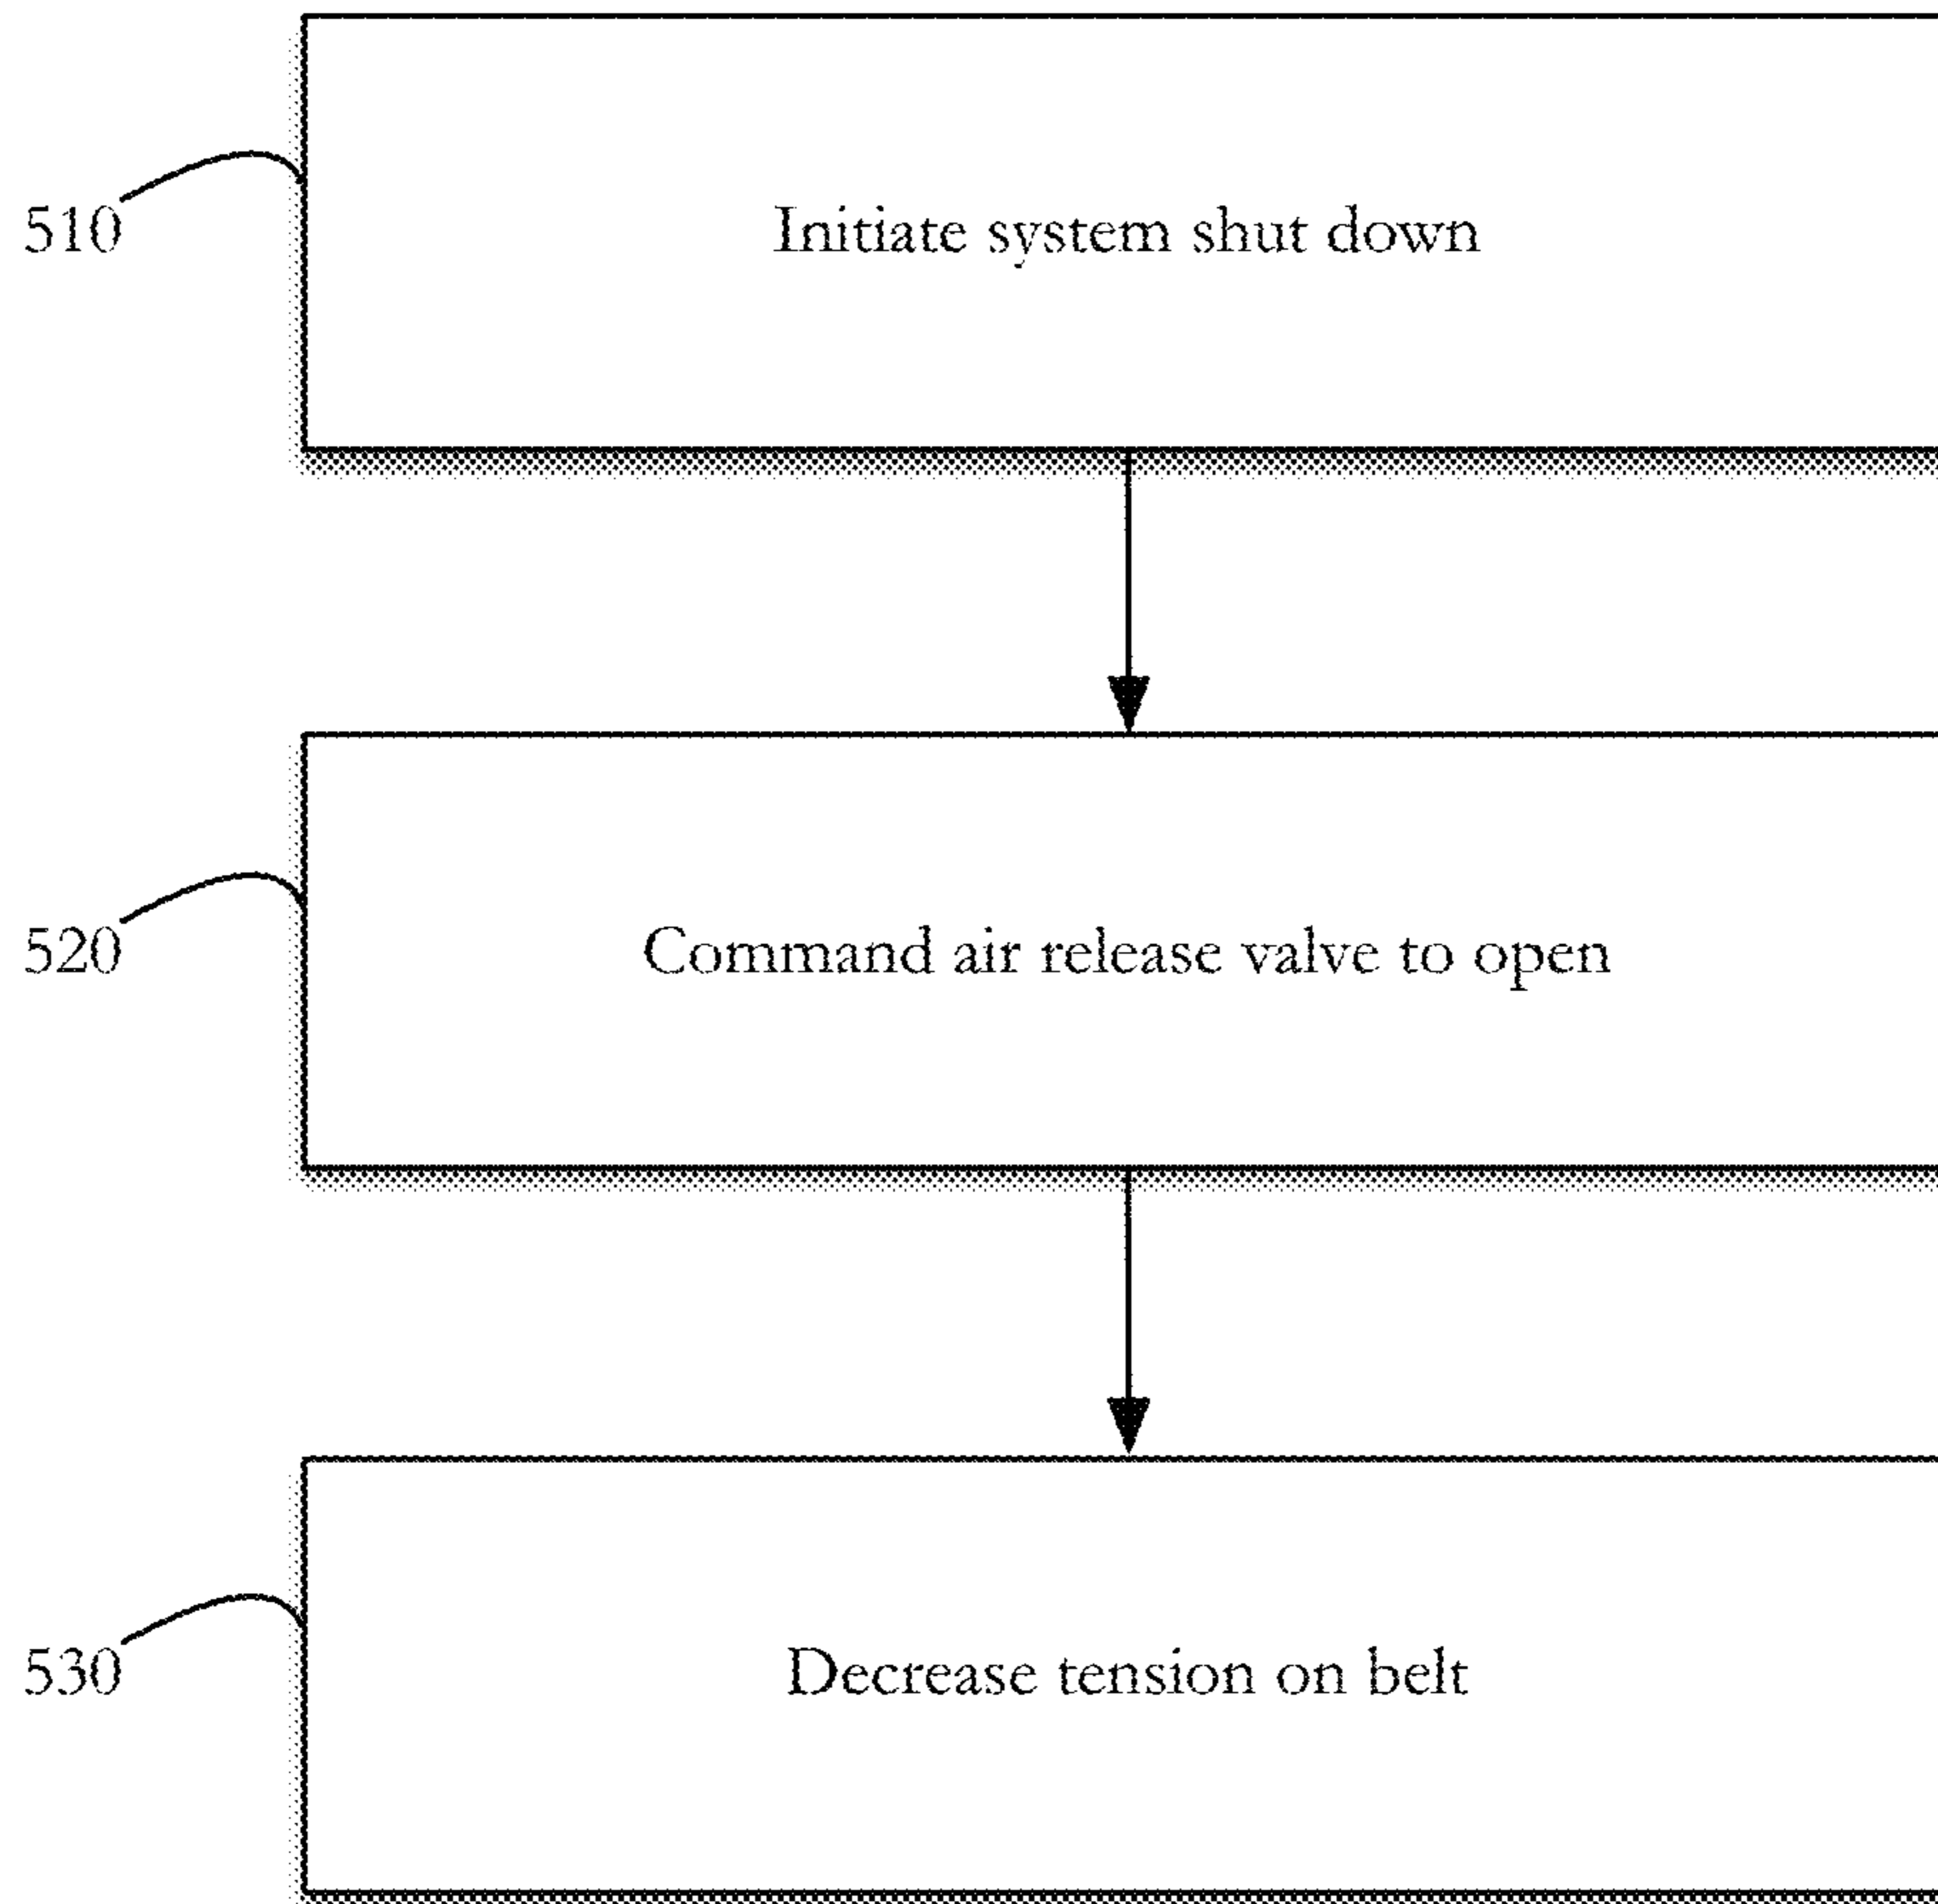 510
Initiate system shut down
520
Command air release valve to open
530
Decrease tension on belt